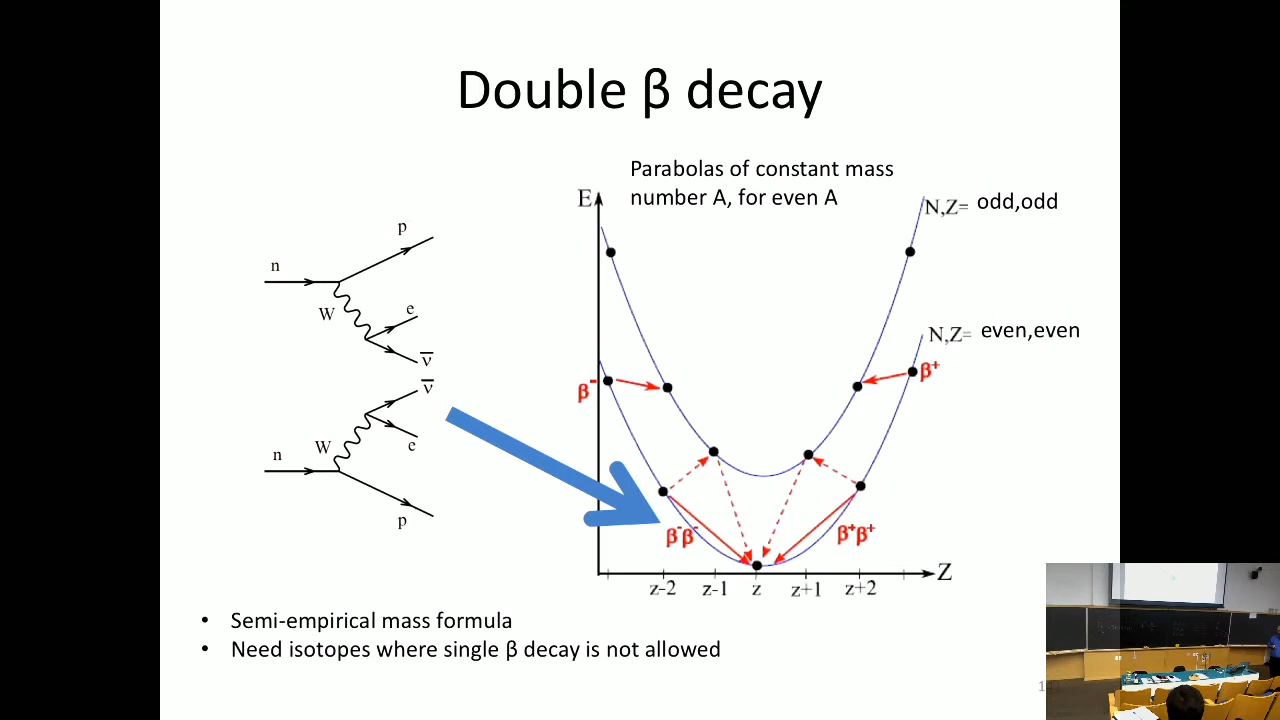 Double β decay
Parabolas of constant mass
number A, for even A
E
N,Z= odd,odd
N,Z= even,even
p
n
W
e
ν̅
ν̅
W
e
n
p
β⁻
β⁺
β⁻β⁻
β⁺β⁺
Z
z-2 z-1 z z+1 z+2
• Semi-empirical mass formula
• Need isotopes where single β decay is not allowed